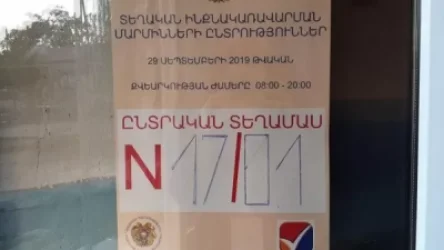 ՏԵՂԱԿԱՆ ԻՆՔՆԱԿԱՌԱՎԱՐՄԱՆ
ՄԱՐՄԻՆՆԵՐԻ ԸՆՏՐՈՒԹՅՈՒՆՆԵՐ
29 ՍԵՊՏԵՄԲԵՐԻ 2019 ԹՎԱԿԱՆ
ՔՎԵԱՐԿՈՒԹՅԱՆ ԺԱՄԵՐԸ 08:00 - 20:00
ԸՆՏՐԱԿԱՆ ՏԵՂԱՄԱՍ
N 17/01